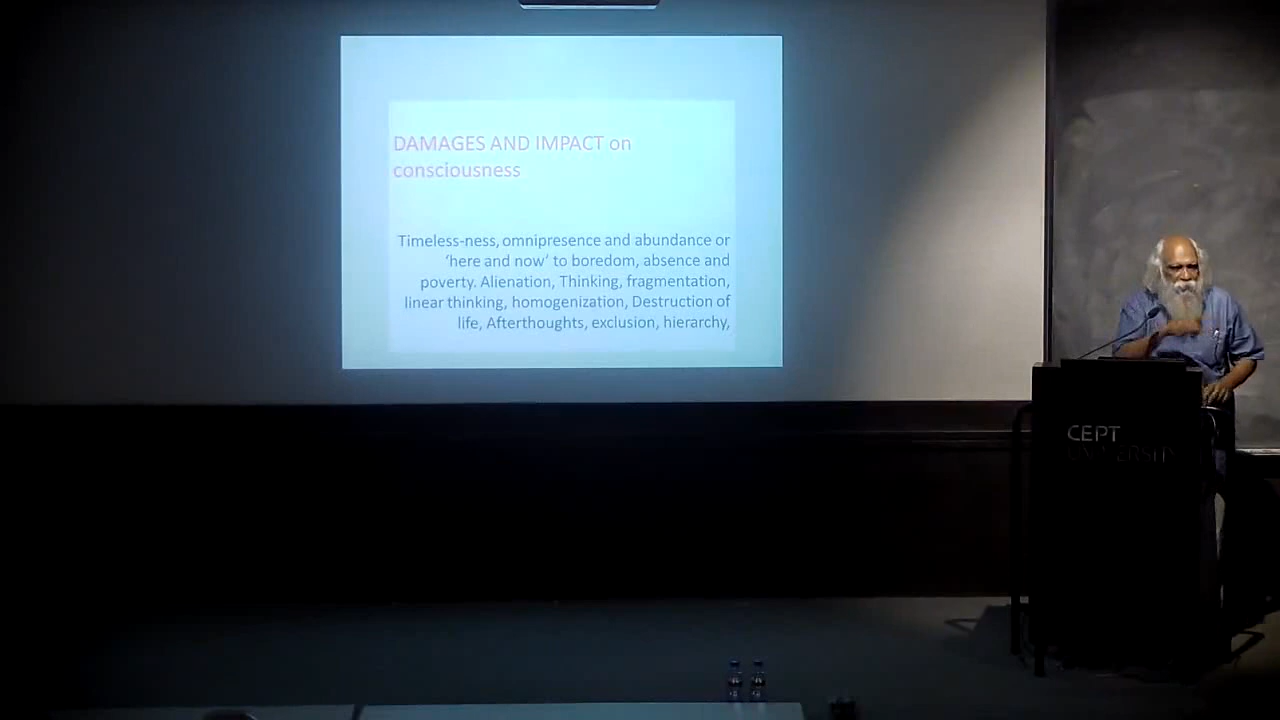 DAMAGES AND IMPACT on
consciousness
Timeless-ness, omnipresence and abundance or
‘here and now’ to boredom, absence and
poverty. Alienation, Thinking, fragmentation,
linear thinking, homogenization, Destruction of
life, Afterthoughts, exclusion, hierarchy,
CEPT
UNIVERSITY